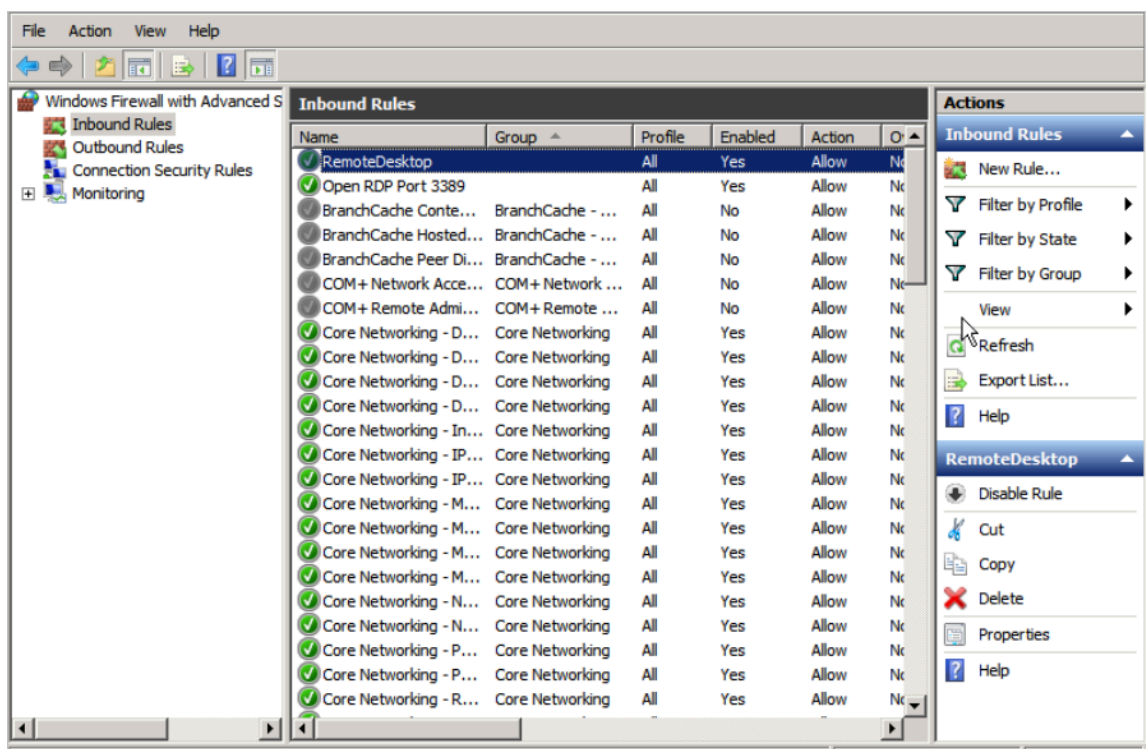 File Action View Help
Windows Firewall with Advanced S
Inbound Rules
Outbound Rules
Connection Security Rules
Monitoring
Inbound Rules
Name Group Profile Enabled Action
RemoteDesktop All Yes Allow
Open RDP Port 3389 All Yes Allow
BranchCache Conte... BranchCache - ... All No Allow
BranchCache Hosted... BranchCache - ... All No Allow
BranchCache Peer Di... BranchCache - ... All No Allow
COM+ Network Acce... COM+ Network ... All No Allow
COM+ Remote Admi... COM+ Remote ... All No Allow
Core Networking - D... Core Networking All Yes Allow
Core Networking - D... Core Networking All Yes Allow
Core Networking - D... Core Networking All Yes Allow
Core Networking - D... Core Networking All Yes Allow
Core Networking - In... Core Networking All Yes Allow
Core Networking - IP... Core Networking All Yes Allow
Core Networking - IP... Core Networking All Yes Allow
Core Networking - M... Core Networking All Yes Allow
Core Networking - M... Core Networking All Yes Allow
Core Networking - M... Core Networking All Yes Allow
Core Networking - M... Core Networking All Yes Allow
Core Networking - N... Core Networking All Yes Allow
Core Networking - N... Core Networking All Yes Allow
Core Networking - P... Core Networking All Yes Allow
Core Networking - P... Core Networking All Yes Allow
Core Networking - R... Core Networking All Yes Allow
Actions
Inbound Rules
New Rule...
Filter by Profile
Filter by State
Filter by Group
View
Refresh
Export List...
Help
RemoteDesktop
Disable Rule
Cut
Copy
Delete
Properties
Help